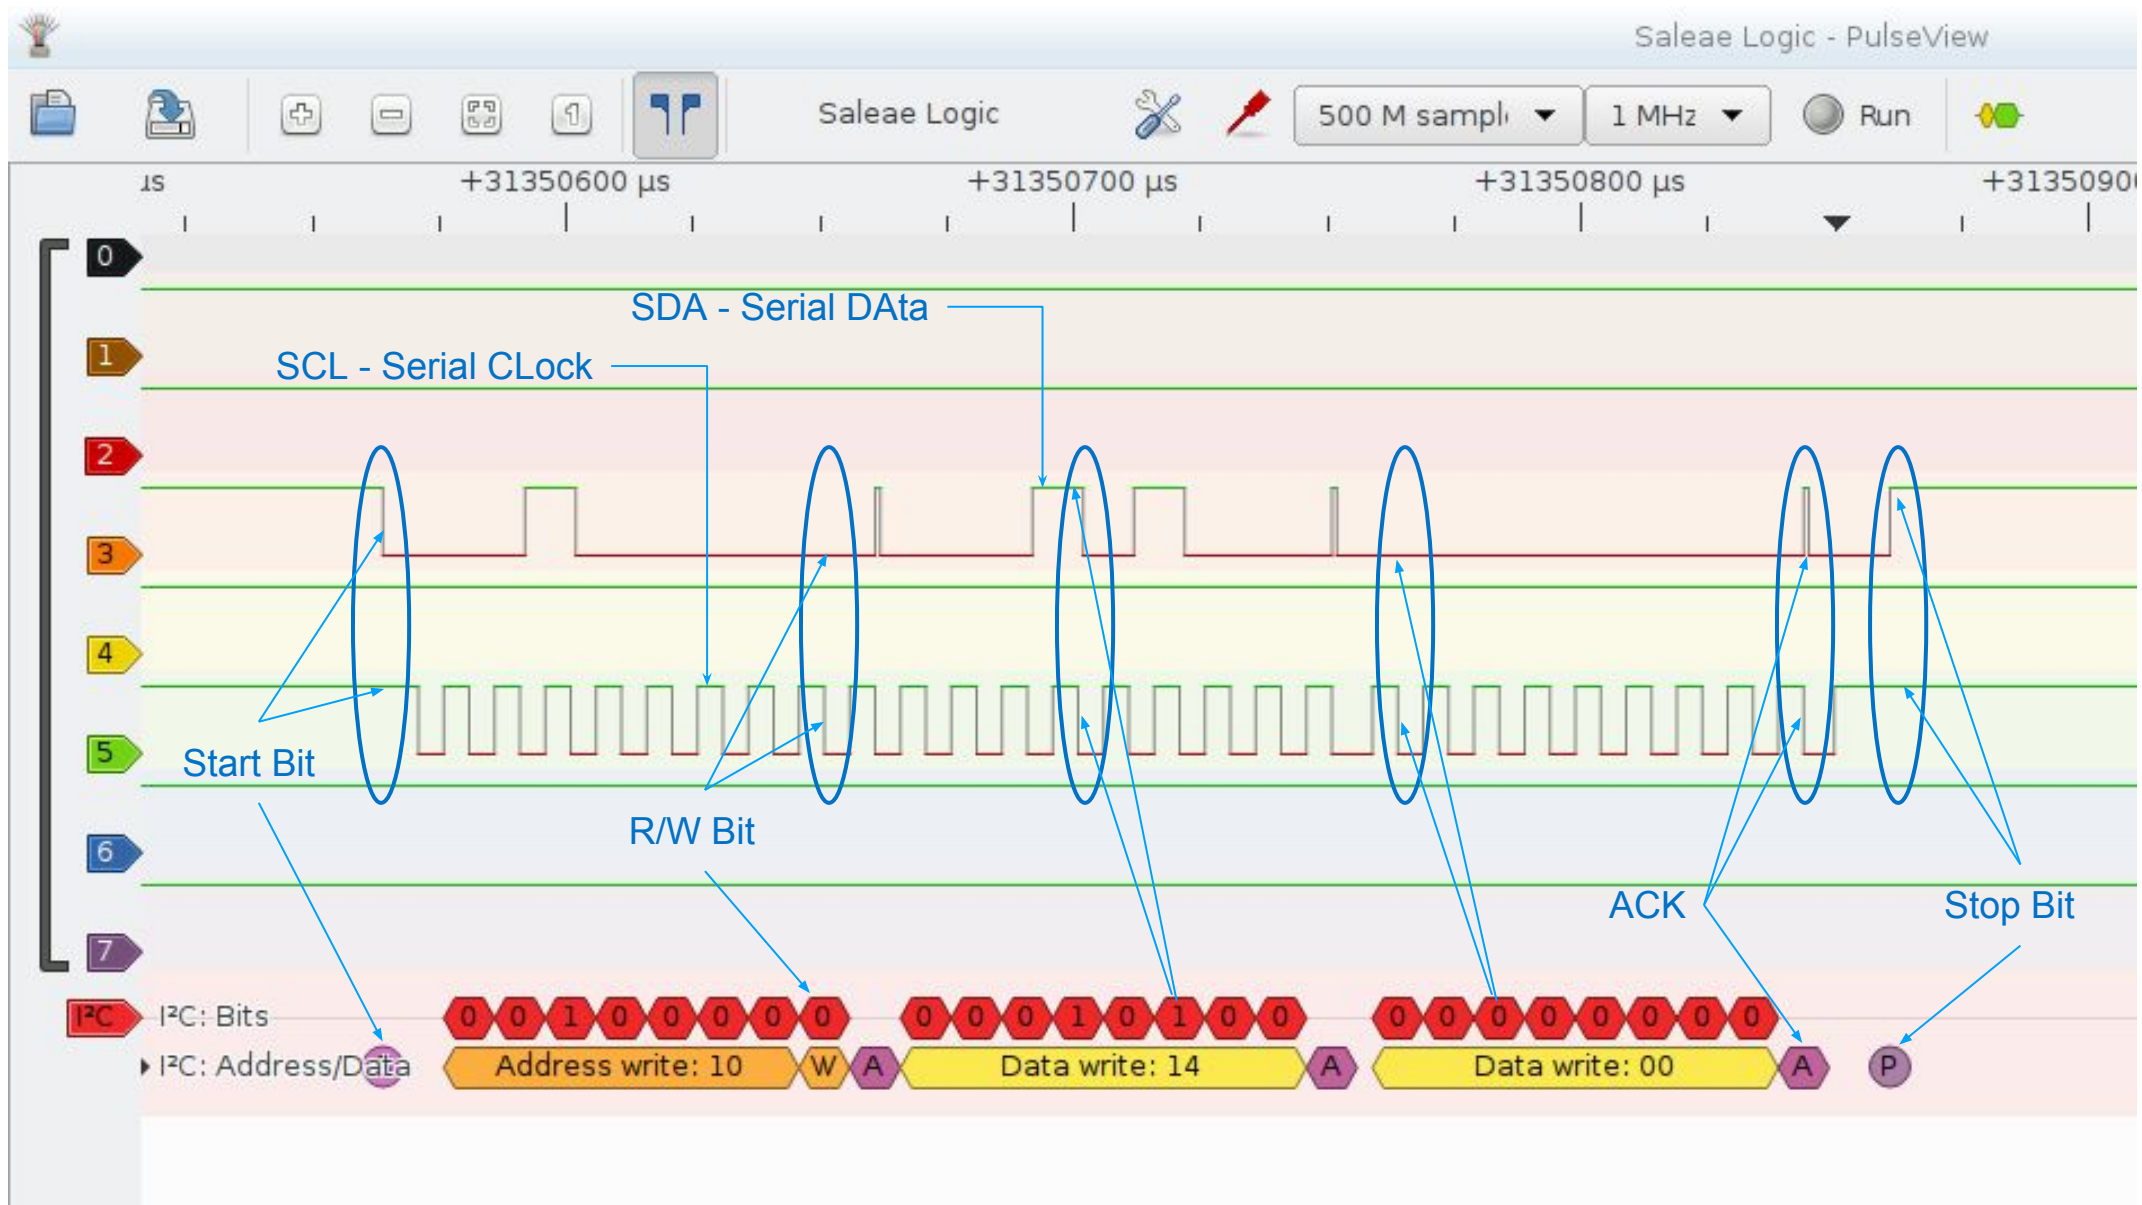 Saleae Logic - PulseView
Saleae Logic
500 M sampl
1 MHz
Run
µs
+31350600 µs
+31350700 µs
+31350800 µs
+3135090
0
SDA - Serial DAta
1
SCL - Serial CLock
2
3
4
5
Start Bit
R/W Bit
6
ACK
Stop Bit
7
I²C
I²C: Bits
0 0 1 0 0 0 0 0
0 0 0 1 0 1 0 0
0 0 0 0 0 0 0 0
I²C: Address/Data
Address write: 10
W
A
Data write: 14
A
Data write: 00
A
P